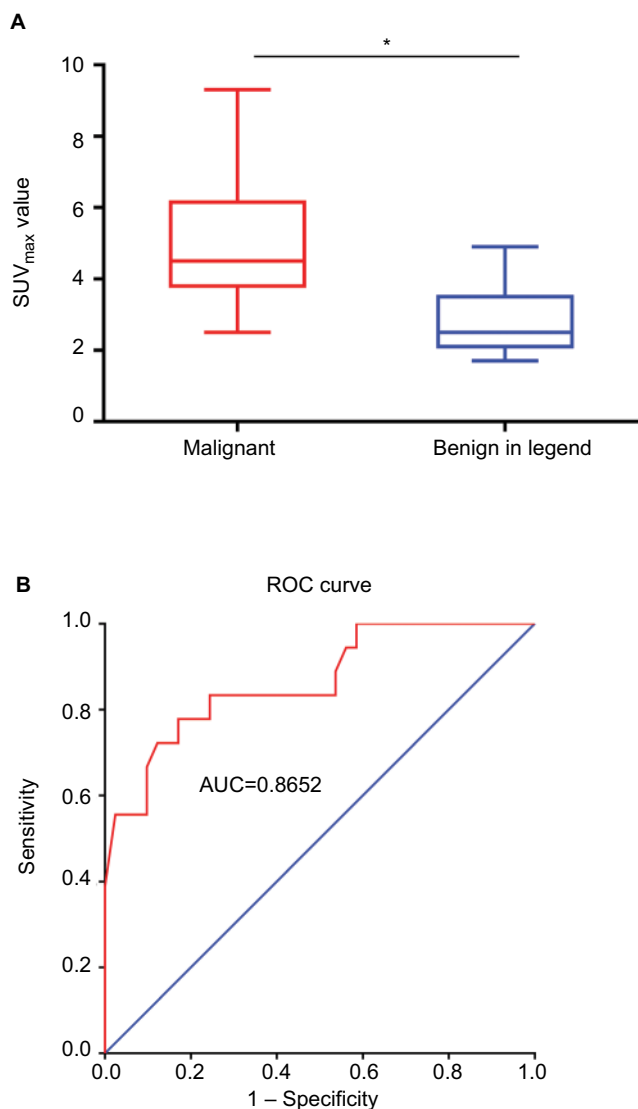 A
*
10
8
6
4
2
0
SUVmax value
Malignant
Benign in legend
B
ROC curve
1.0
0.8
0.6
0.4
0.2
0.0
Sensitivity
AUC=0.8652
0.0 0.2 0.4 0.6 0.8 1.0
1 – Specificity